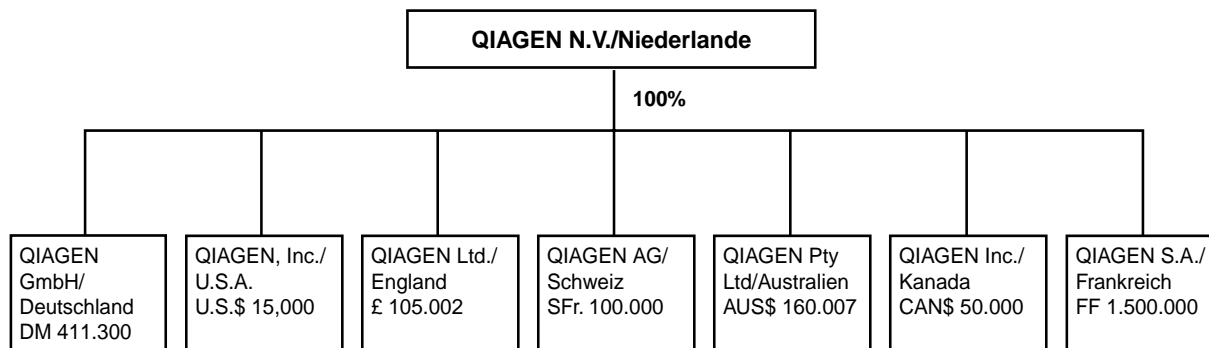 QIAGEN N.V./Niederlande
100%
QIAGEN
GmbH/
Deutschland
DM 411.300
QIAGEN, Inc./
U.S.A.
U.S.$ 15,000
QIAGEN Ltd./
England
£ 105.002
QIAGEN AG/
Schweiz
SFr. 100.000
QIAGEN Pty
Ltd/Australien
AUS$ 160.007
QIAGEN Inc./
Kanada
CAN$ 50.000
QIAGEN S.A./
Frankreich
FF 1.500.000